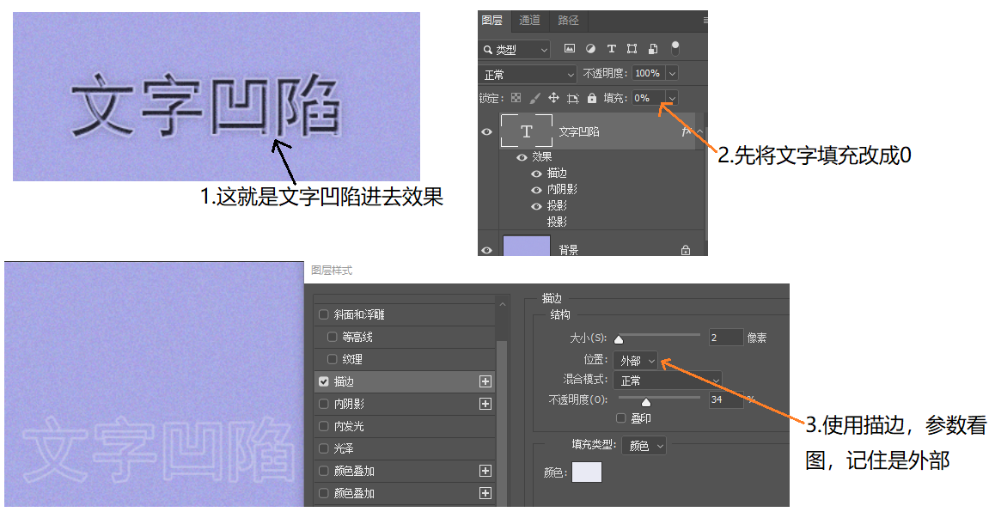 文字凹陷
1.这就是文字凹陷进去效果
图层 通道 路径
类型
正常 不透明度: 100%
锁定: 填充: 0%
T 文字凹陷 fx
效果
描边
内阴影
投影
投影
背景
2.先将文字填充改成0
文字凹陷
图层样式
斜面和浮雕
等高线
纹理
描边
内阴影
内发光
光泽
颜色叠加
颜色叠加
描边
结构
大小(S): 2 像素
位置: 外部
混合模式: 正常
不透明度(O): 34 %
叠印
填充类型: 颜色
颜色:
3.使用描边，参数看
图，记住是外部